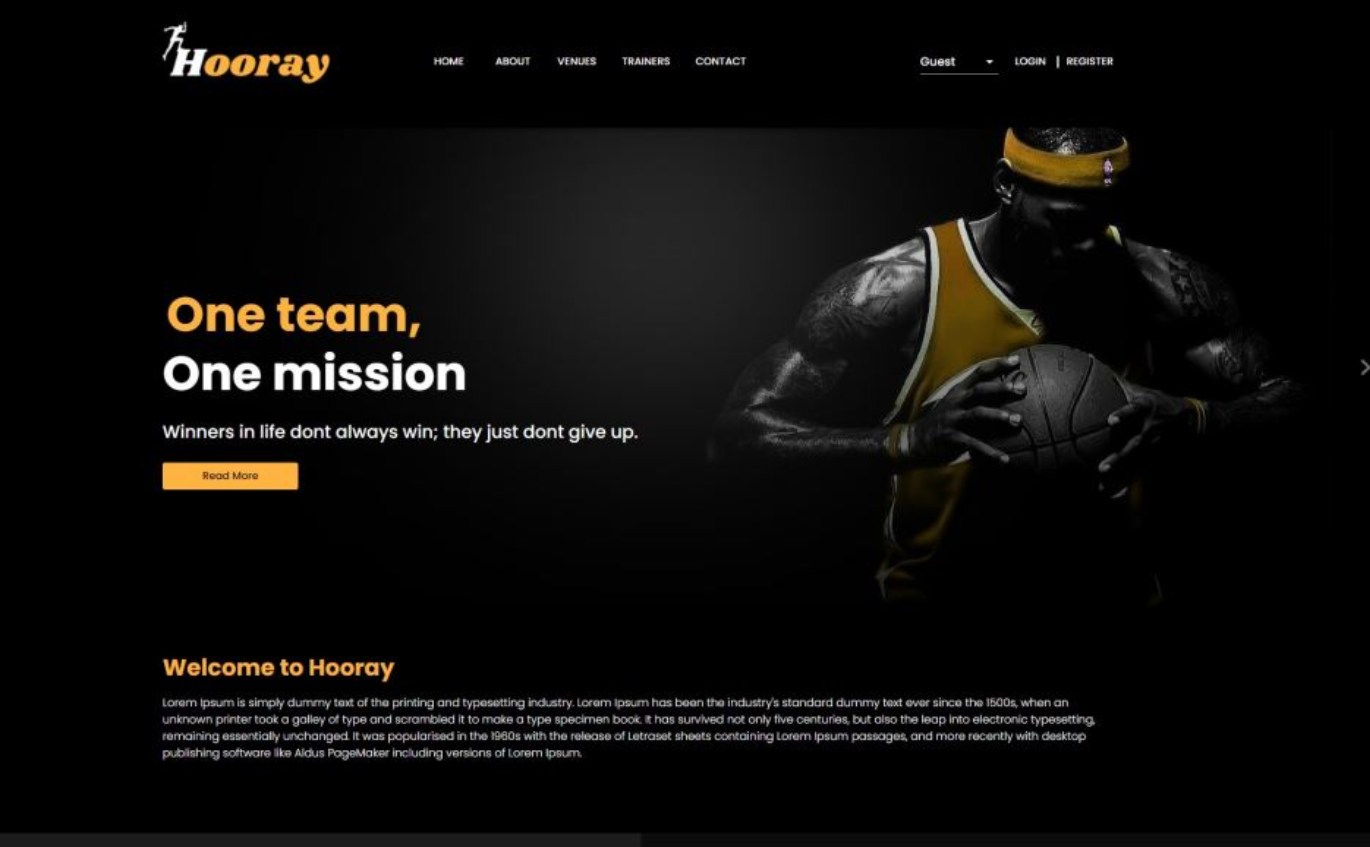 Hooray
HOME ABOUT VENUES TRAINERS CONTACT
Guest LOGIN | REGISTER
One team,
One mission
Winners in life dont always win; they just dont give up.
Read More
Welcome to Hooray
Lorem Ipsum is simply dummy text of the printing and typesetting industry. Lorem Ipsum has been the industry's standard dummy text ever since the 1500s, when an
unknown printer took a galley of type and scrambled it to make a type specimen book. It has survived not only five centuries, but also the leap into electronic typesetting,
remaining essentially unchanged. It was popularised in the 1960s with the release of Letraset sheets containing Lorem Ipsum passages, and more recently with desktop
publishing software like Aldus PageMaker including versions of Lorem Ipsum.